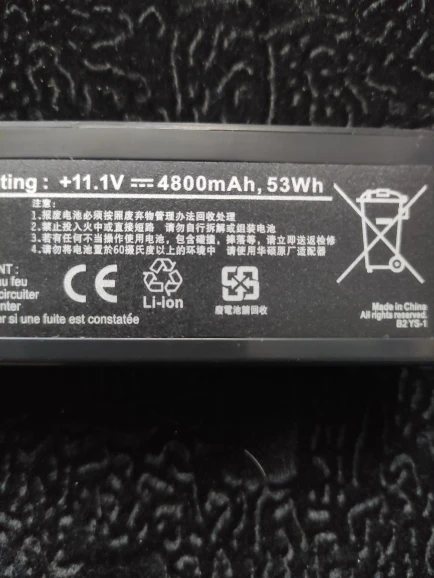 ting : +11.1V ⎓ 4800mAh, 53Wh
注意:
1.报废电池必须按照废弃物管理办法回收处理
2.禁止投入火中或直接短路 请勿自行拆解或组装电池
3.若有任何不当操作使用电池，包含碰撞，摔落等，请立即送返检修
4.请勿将电池置於60摄氏度以上的环境中 请使用华硕原厂适配器
ENT :
au feu
circuiter
nter
r si une fuite est constatée
CE
Li-ion
廢電池請回收
Made in China
All rights reserved.
B2 YS-1